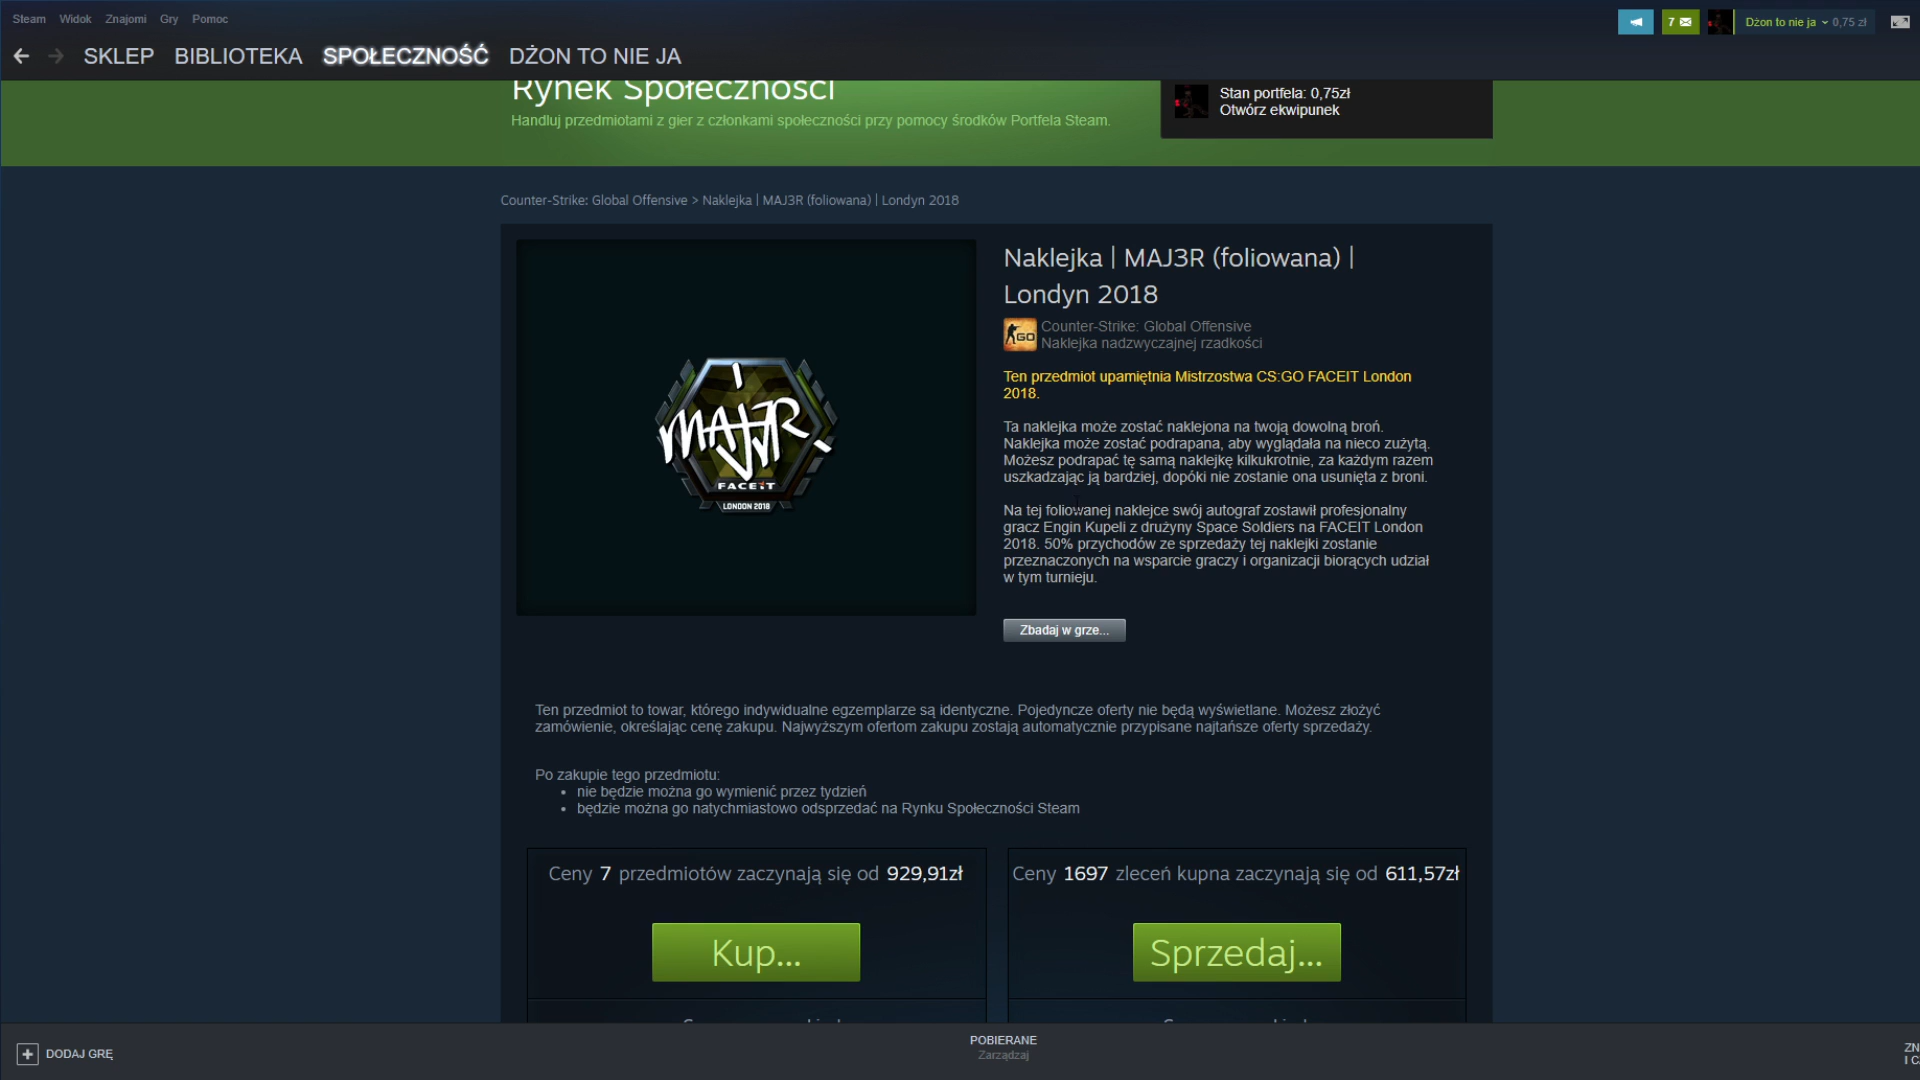 Steam Widok Znajomi Gry Pomoc
7
Dżon to nie ja 0,75 zł
SKLEP BIBLIOTEKA SPOŁECZNOŚĆ DŻON TO NIE JA
Rynek Społeczności
Handluj przedmiotami z gier z członkami społeczności przy pomocy środków Portfela Steam.
Stan portfela: 0,75zł
Otwórz ekwipunek
Counter-Strike: Global Offensive > Naklejka | MAJ3R (foliowana) | Londyn 2018
MAJ3R
FACEIT
LONDON 2018
Naklejka | MAJ3R (foliowana) |
Londyn 2018
GO
Counter-Strike: Global Offensive
Naklejka nadzwyczajnej rzadkości
Ten przedmiot upamiętnia Mistrzostwa CS:GO FACEIT London
2018.
Ta naklejka może zostać naklejona na twoją dowolną broń.
Naklejka może zostać podrapana, aby wyglądała na nieco zużytą.
Możesz podrapać tę samą naklejkę kilkukrotnie, za każdym razem
uszkadzając ją bardziej, dopóki nie zostanie ona usunięta z broni.
Na tej foliowanej naklejce swój autograf zostawił profesjonalny
gracz Engin Kupeli z drużyny Space Soldiers na FACEIT London
2018. 50% przychodów ze sprzedaży tej naklejki zostanie
przeznaczonych na wsparcie graczy i organizacji biorących udział
w tym turnieju.
Zbadaj w grze...
Ten przedmiot to towar, którego indywidualne egzemplarze są identyczne. Pojedyncze oferty nie będą wyświetlane. Możesz złożyć
zamówienie, określając cenę zakupu. Najwyższym ofertom zakupu zostają automatycznie przypisane najtańsze oferty sprzedaży.
Po zakupie tego przedmiotu:
• nie będzie można go wymienić przez tydzień
• będzie można go natychmiastowo odsprzedać na Rynku Społeczności Steam
Ceny 7 przedmiotów zaczynają się od 929,91zł
Kup...
Ceny 1697 zleceń kupna zaczynają się od 611,57zł
Sprzedaj...
DODAJ GRĘ
POBIERANE
Zarządzaj
ZN